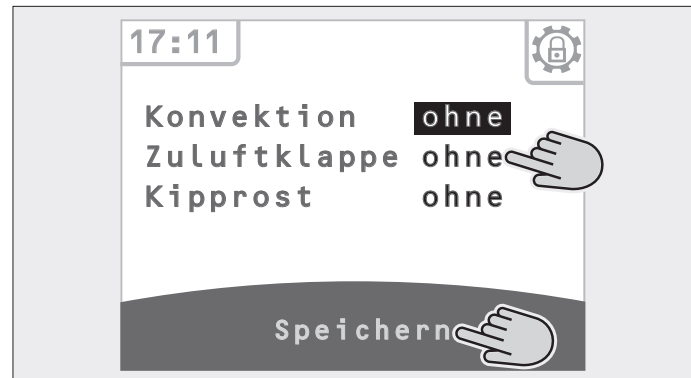 17:11
Konvektion ohne
Zuluftklappe ohne
Kipprost ohne
Speichern